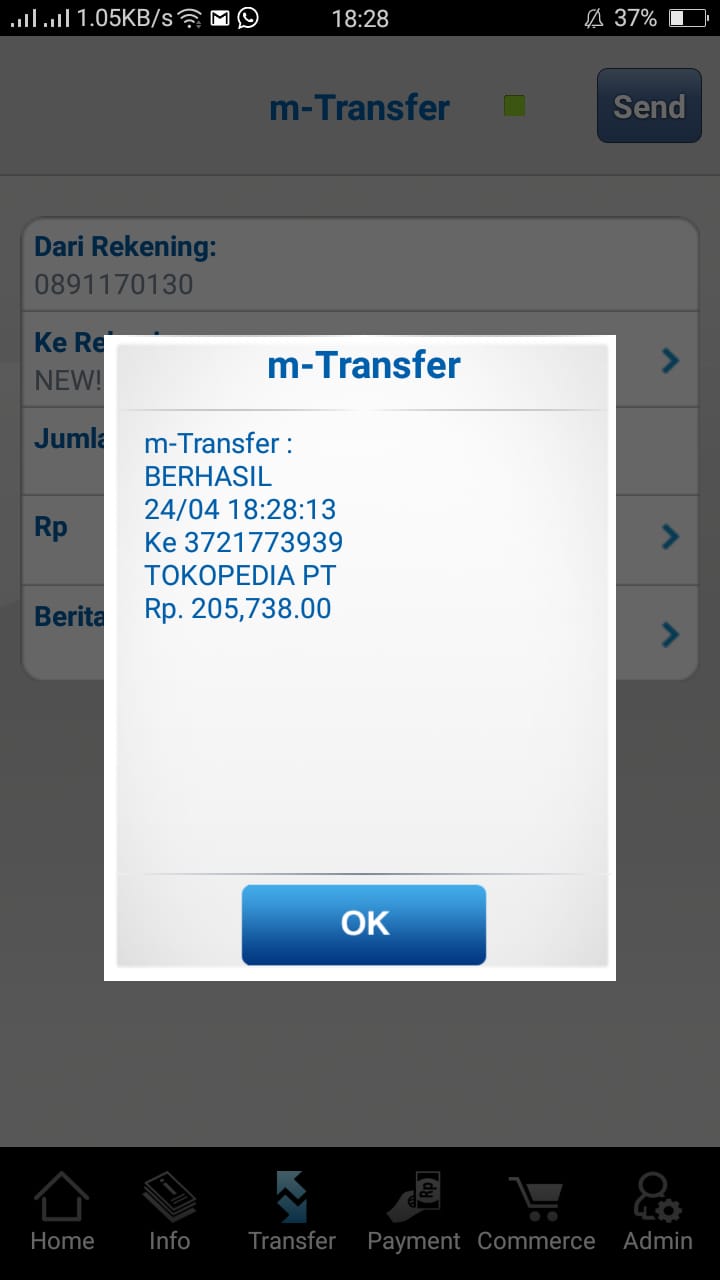 1.05KB/s 18:28 37%
m-Transfer
Send
Dari Rekening:
0891170130
Ke Re
NEW!
Jumla
Rp
Berita
m-Transfer
m-Transfer :
BERHASIL
24/04 18:28:13
Ke 3721773939
TOKOPEDIA PT
Rp. 205,738.00
OK
Home Info Transfer Payment Commerce Admin